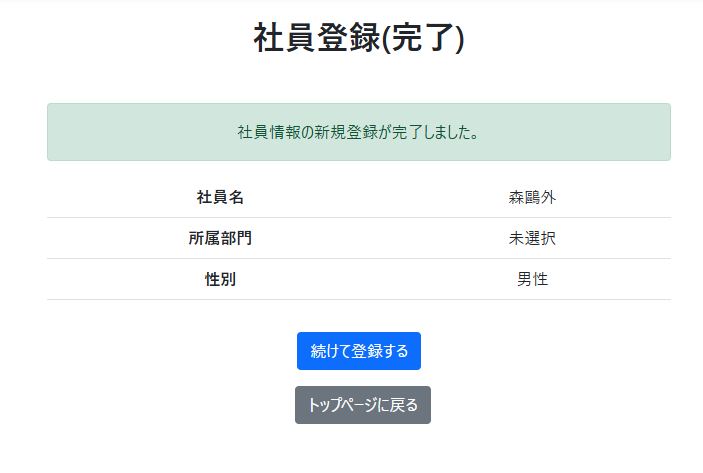 社員登録(完了)
社員情報の新規登録が完了しました。
社員名 森鷗外
所属部門 未選択
性別 男性
続けて登録する
トップページに戻る